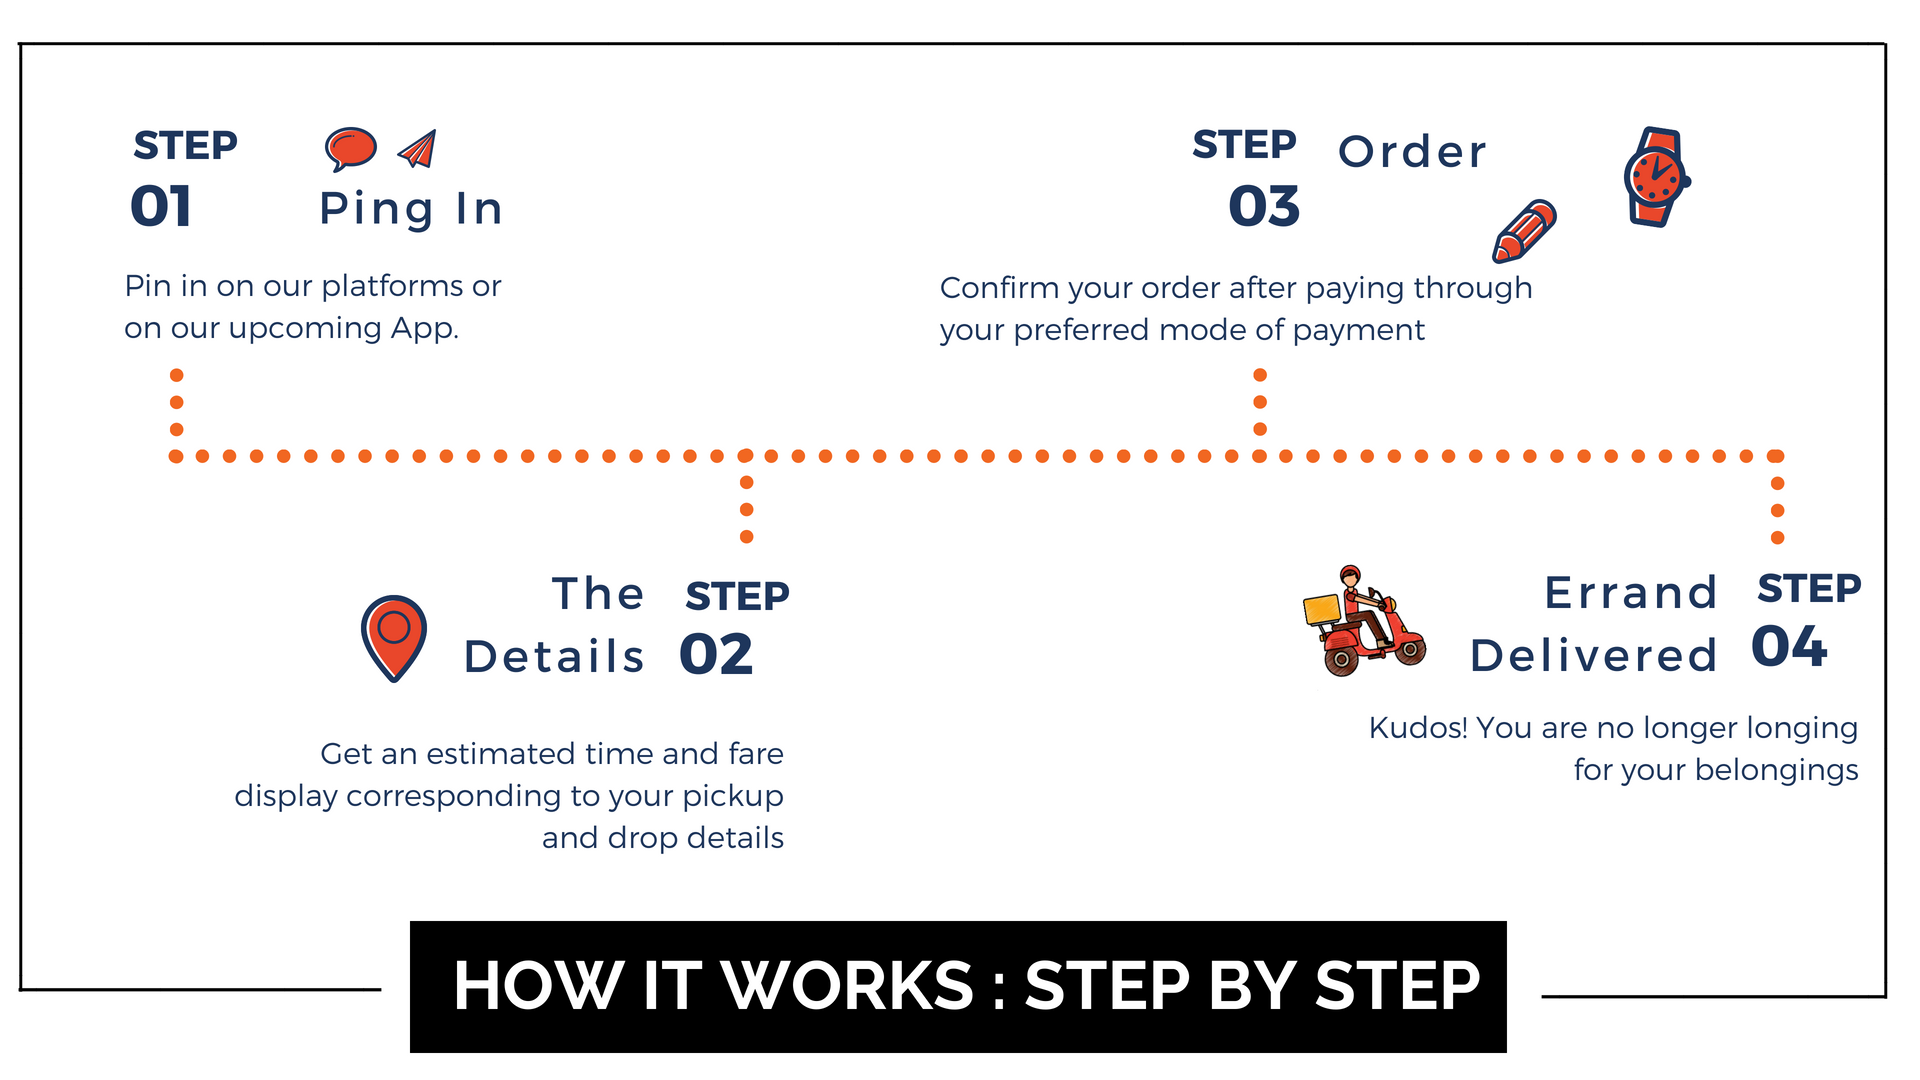 STEP
01
Ping In
Pin in on our platforms or
on our upcoming App.
The
Details
STEP
02
Get an estimated time and fare
display corresponding to your pickup
and drop details
STEP
03
Order
Confirm your order after paying through
your preferred mode of payment
Errand
Delivered
STEP
04
Kudos! You are no longer longing
for your belongings
HOW IT WORKS : STEP BY STEP